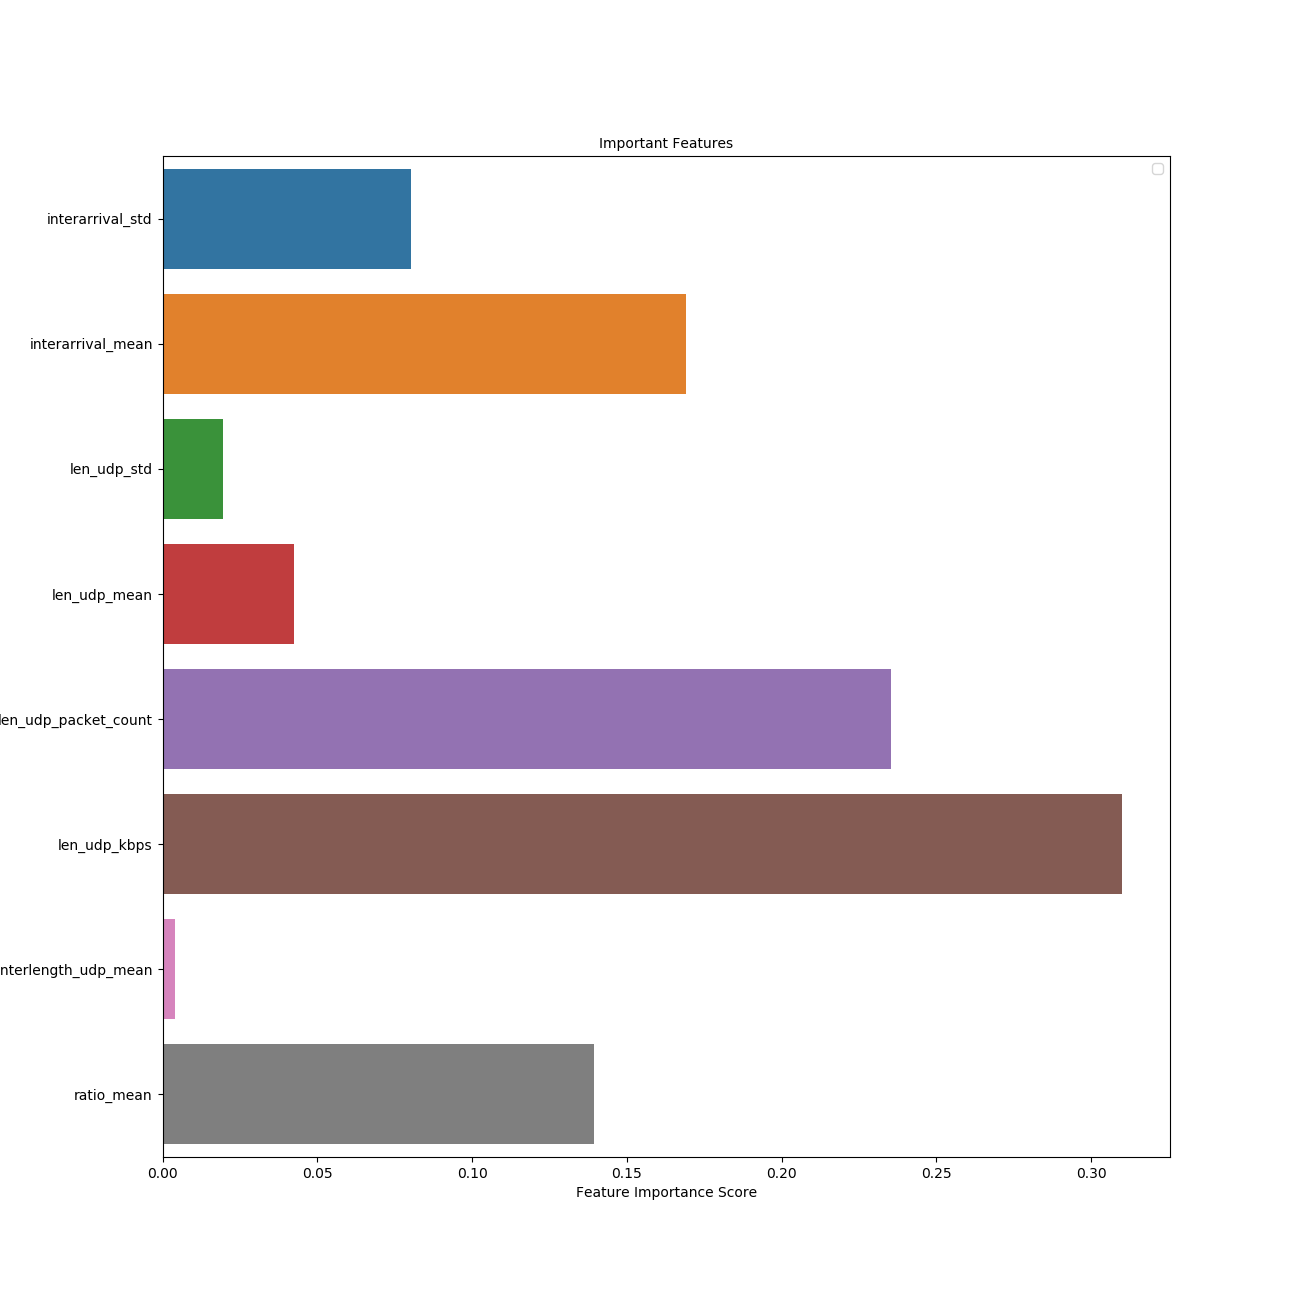 Important Features
interarrival_std
interarrival_mean
len_udp_std
len_udp_mean
len_udp_packet_count
len_udp_kbps
nterlength_udp_mean
ratio_mean
0.00 0.05 0.10 0.15 0.20 0.25 0.30
Feature Importance Score